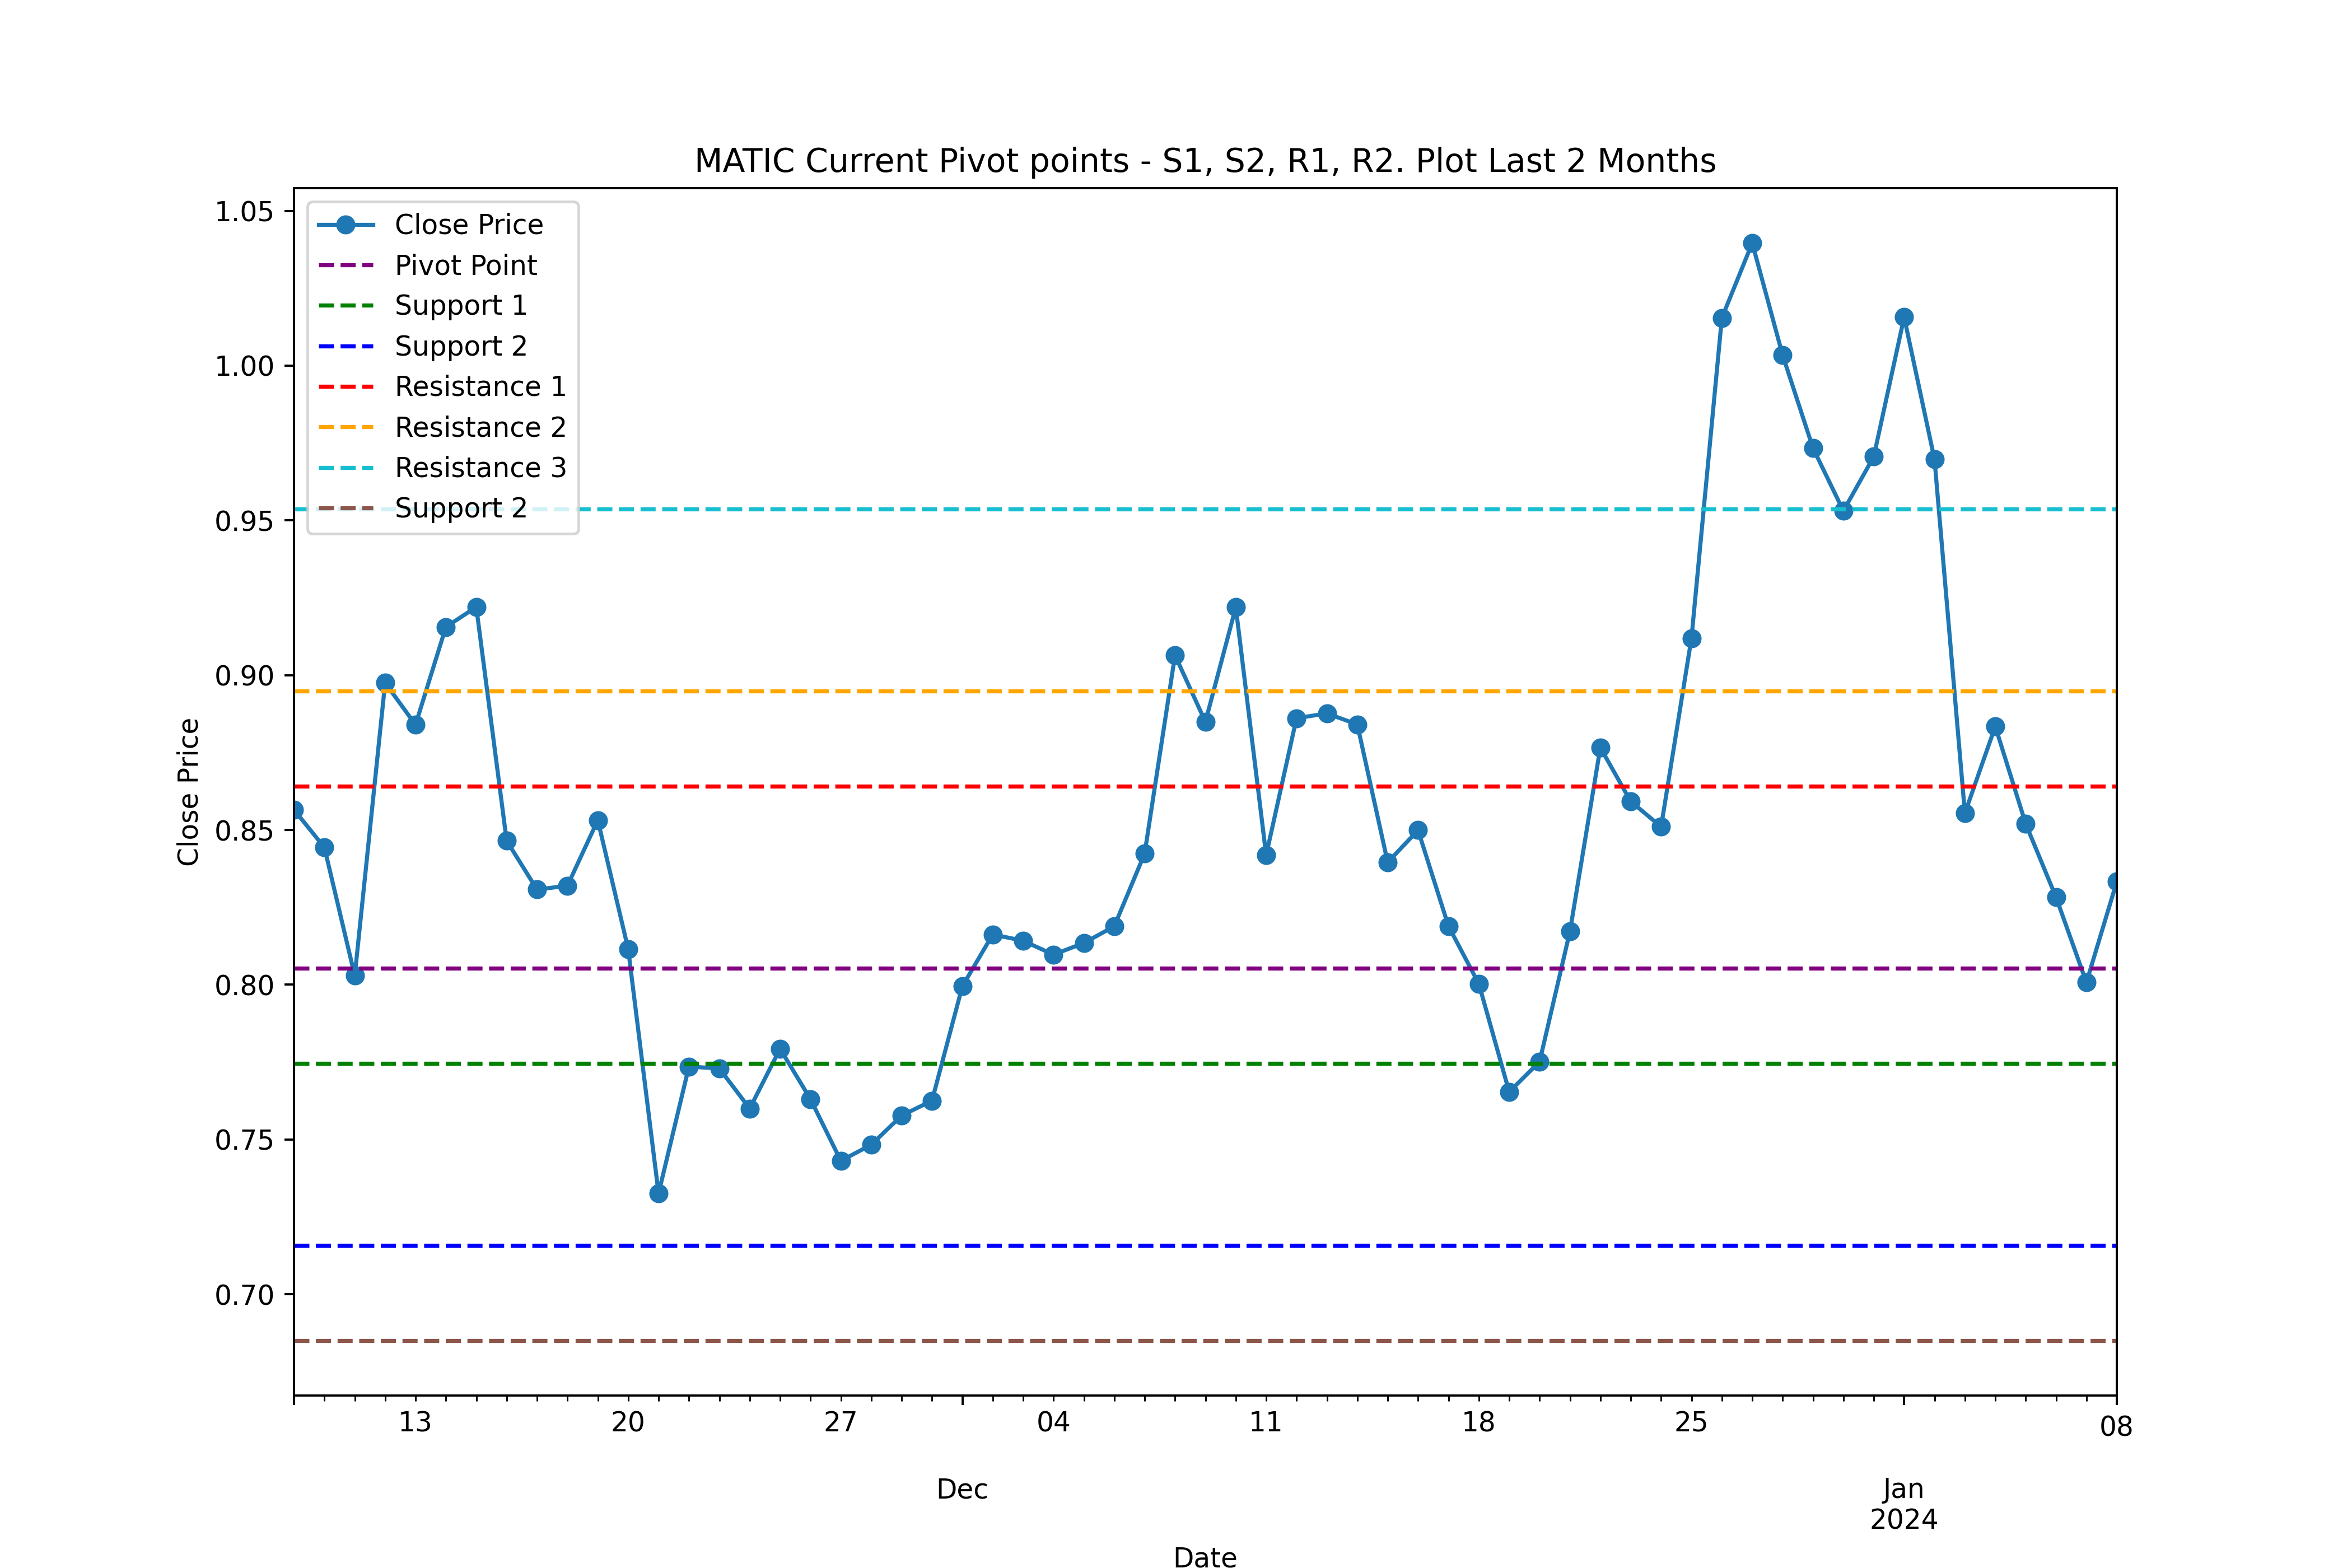 MATIC Current Pivot points - S1, S2, R1, R2. Plot Last 2 Months
Close Price
Pivot Point
Support 1
Support 2
Resistance 1
Resistance 2
Resistance 3
Support 2
1.05
1.00
0.95
0.90
0.85
0.80
0.75
0.70
Close Price
13 20 27 04 11 18 25 08
Dec Jan
2024
Date